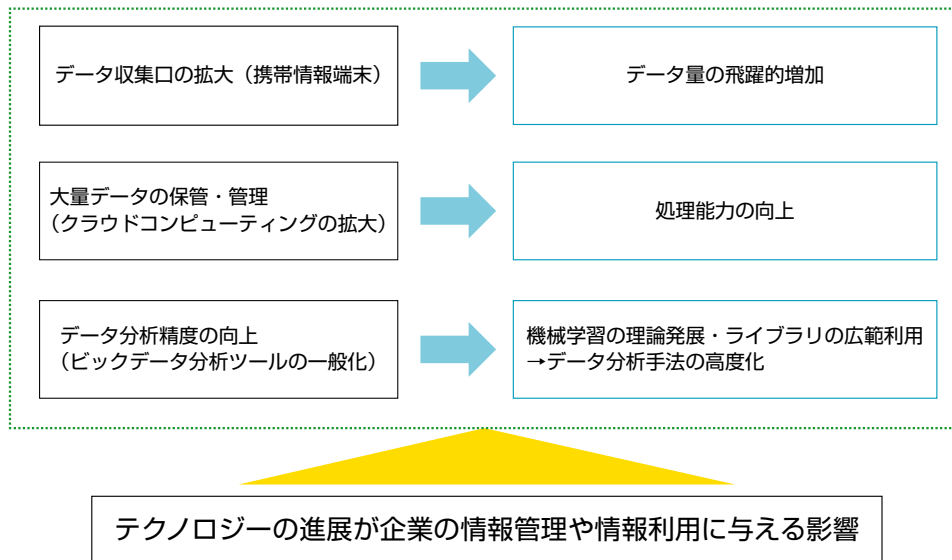 データ収集口の拡大（携帯情報端末）
データ量の飛躍的増加
大量データの保管・管理
（クラウドコンピューティングの拡大）
処理能力の向上
データ分析精度の向上
（ビックデータ分析ツールの一般化）
機械学習の理論発展・ライブラリの広範利用
→データ分析手法の高度化
テクノロジーの進展が企業の情報管理や情報利用に与える影響